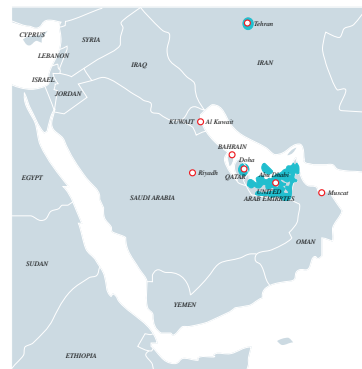 Tehran
CYPRUS
SYRIA
LEBANON
IRAQ
IRAN
ISRAEL
JORDAN
KUWAIT
Al Kuwait
BAHRAIN
Doha
Riyadh
QATAR
Abu Dhabi
EGYPT
UNITED
ARAB EMIRITES
Muscat
SAUDI ARABIA
OMAN
SUDAN
YEMEN
ETHIOPIA